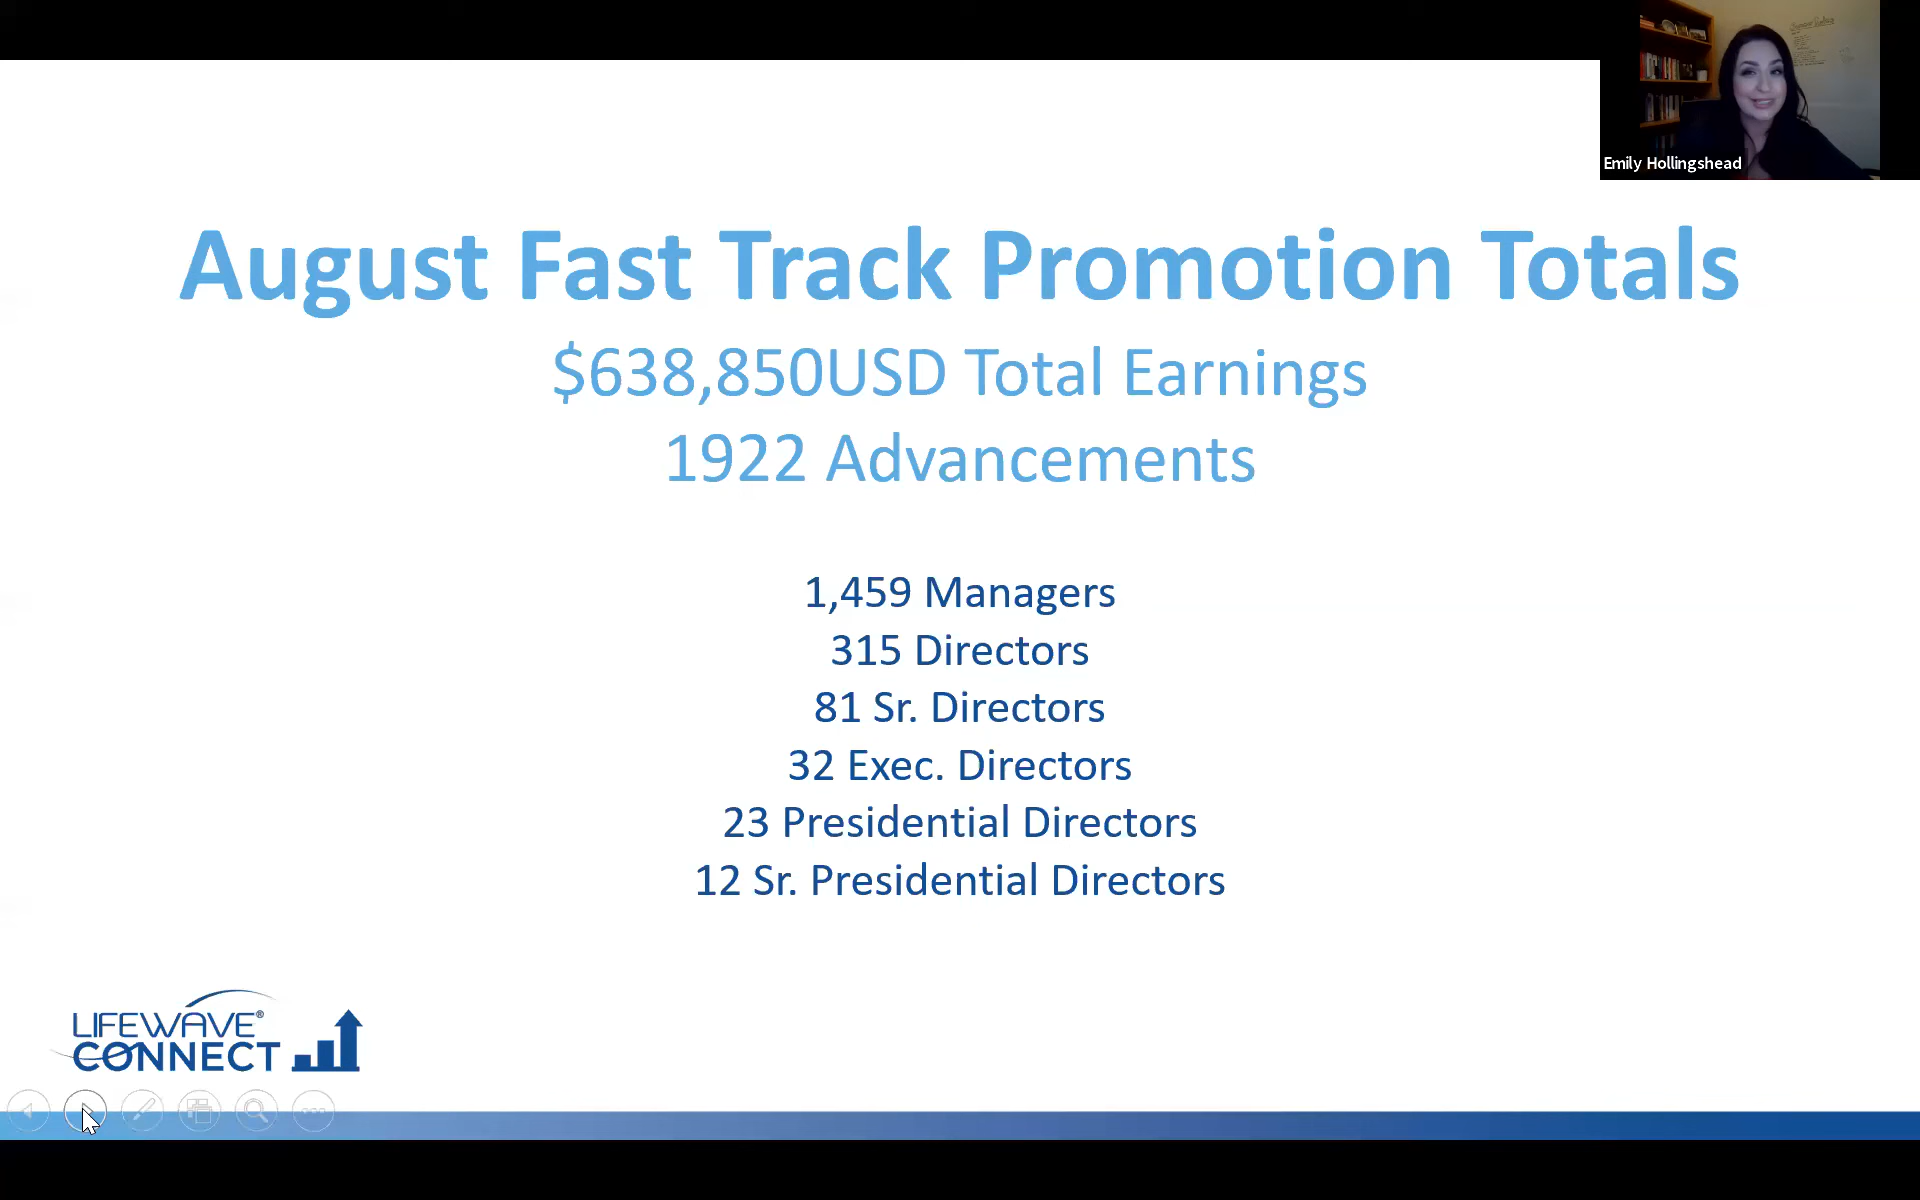 Emily Hollingshead
August Fast Track Promotion Totals
$638,850USD Total Earnings
1922 Advancements
1,459 Managers
315 Directors
81 Sr. Directors
32 Exec. Directors
23 Presidential Directors
12 Sr. Presidential Directors
LIFEWAVE®
CONNECT